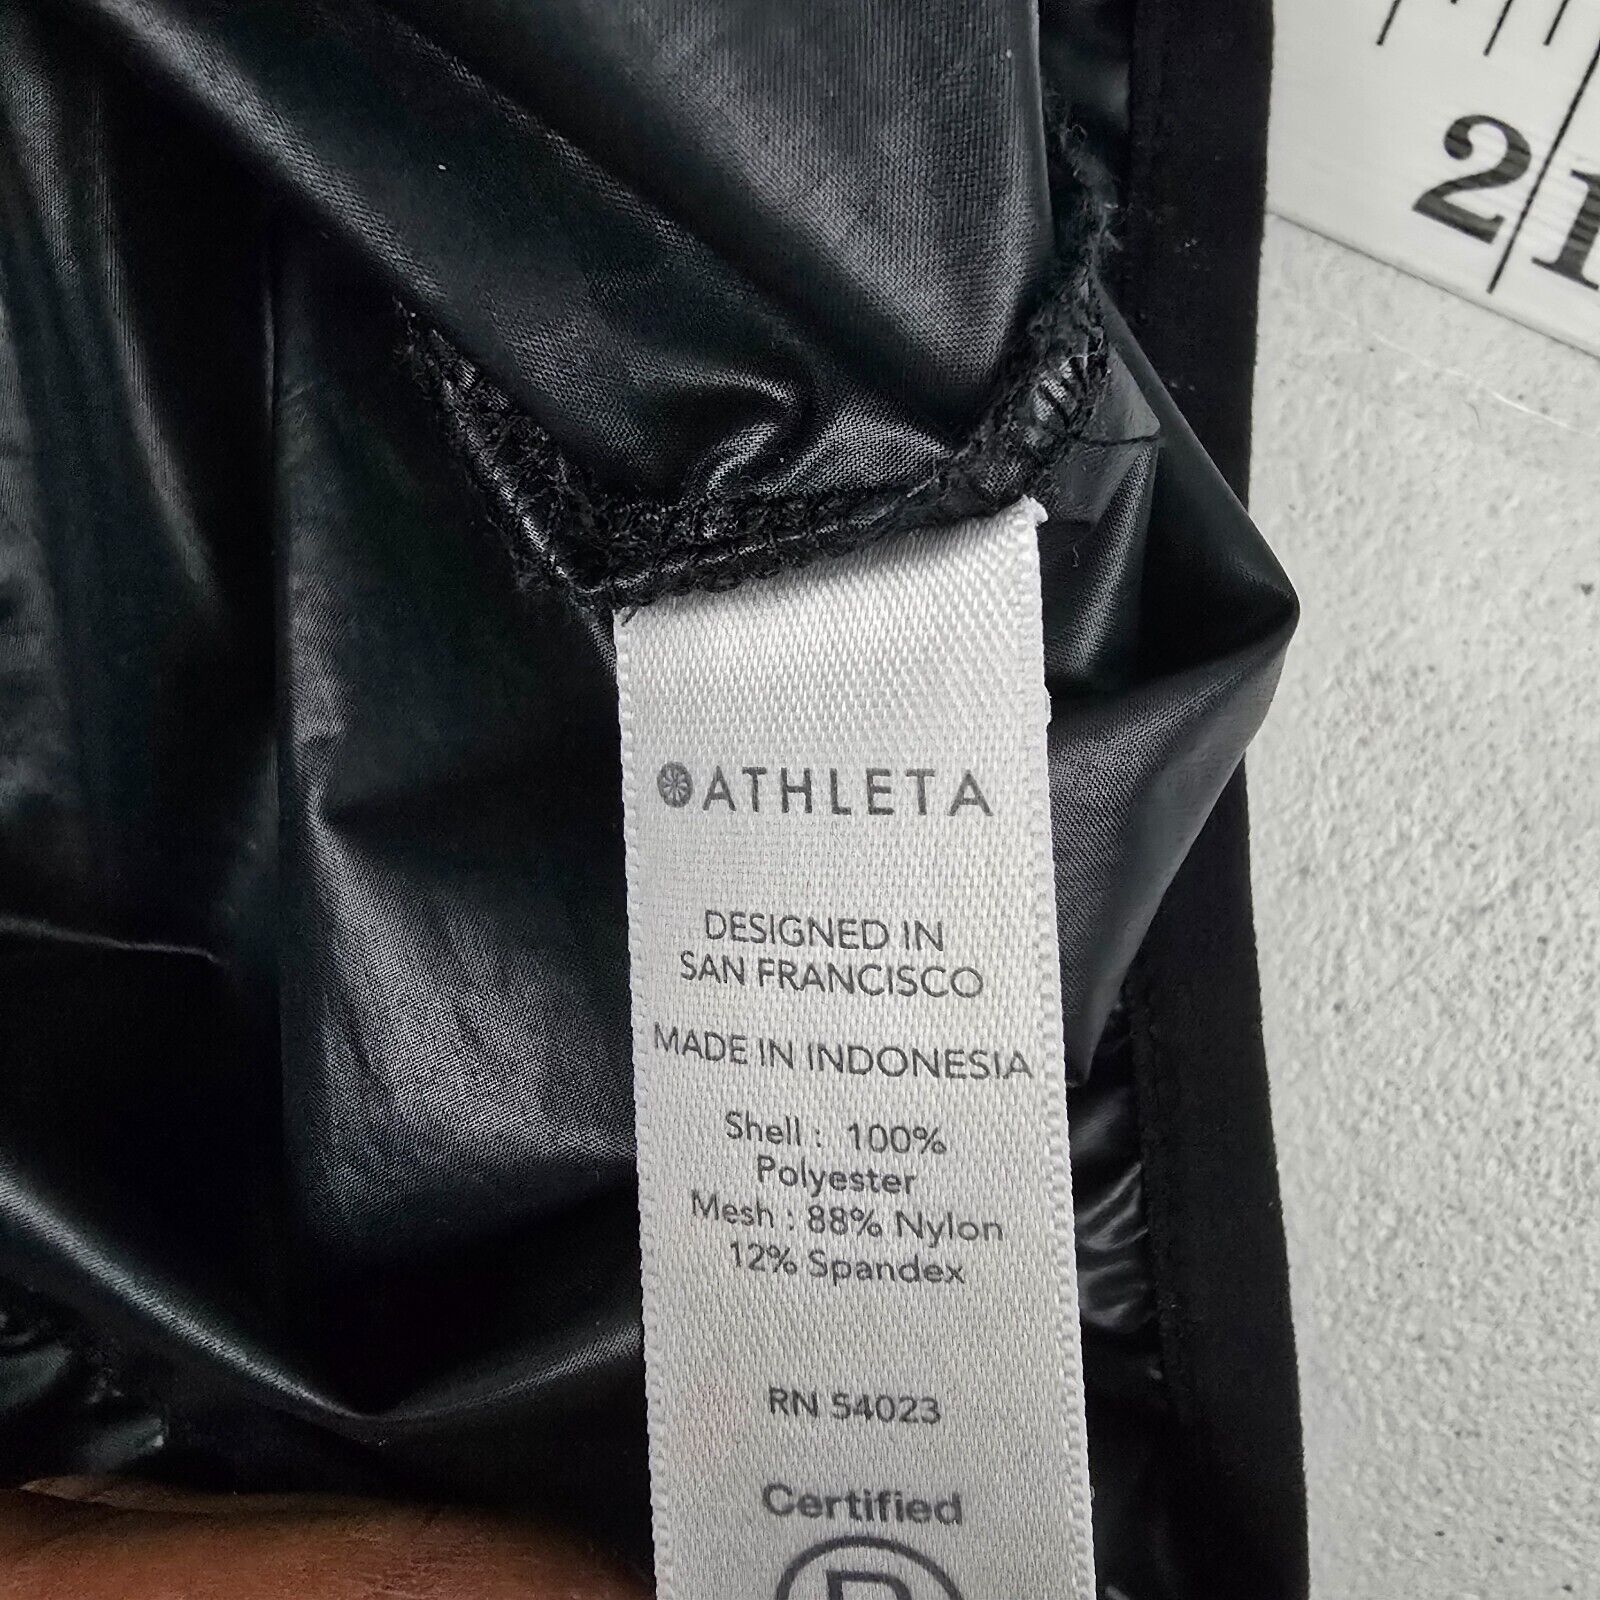 21
ATHLETA
DESIGNED IN
SAN FRANCISCO
MADE IN INDONESIA
Shell : 100%
Polyester
Mesh : 88% Nylon
12% Spandex
RN 54023
Certified